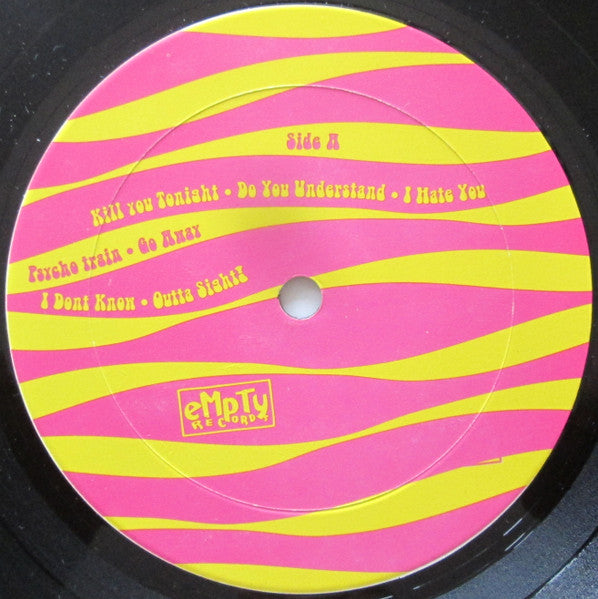 Side A
Kill you Tonight • Do You Understand • I Hate You
Psycho train • Go Away
I Dont Know • Outta Sight!
eMpTy
RECORDS